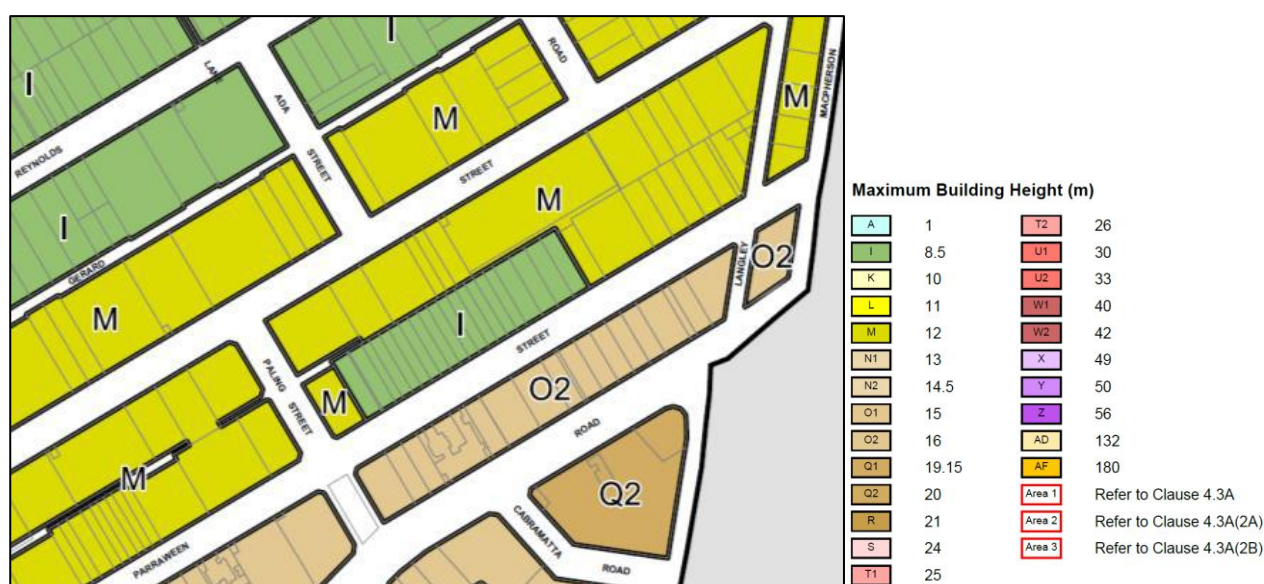 I
I
LANE
ROAD
MACPHERSON
ADA
M
M
REYNOLDS
STREET
STREET
M
I
LANGLEY
O2
GERARD
M
I
STREET
PALING
M
O2
STREET
ROAD
M
Q2
CABRAMATTA
PARRAWEEN
ROAD
Maximum Building Height (m)
A 1
I 8.5
K 10
L 11
M 12
N1 13
N2 14.5
O1 15
O2 16
Q1 19.15
Q2 20
R 21
S 24
T1 25
T2 26
U1 30
U2 33
W1 40
W2 42
X 49
Y 50
Z 56
AD 132
AF 180
Area 1 Refer to Clause 4.3A
Area 2 Refer to Clause 4.3A(2A)
Area 3 Refer to Clause 4.3A(2B)